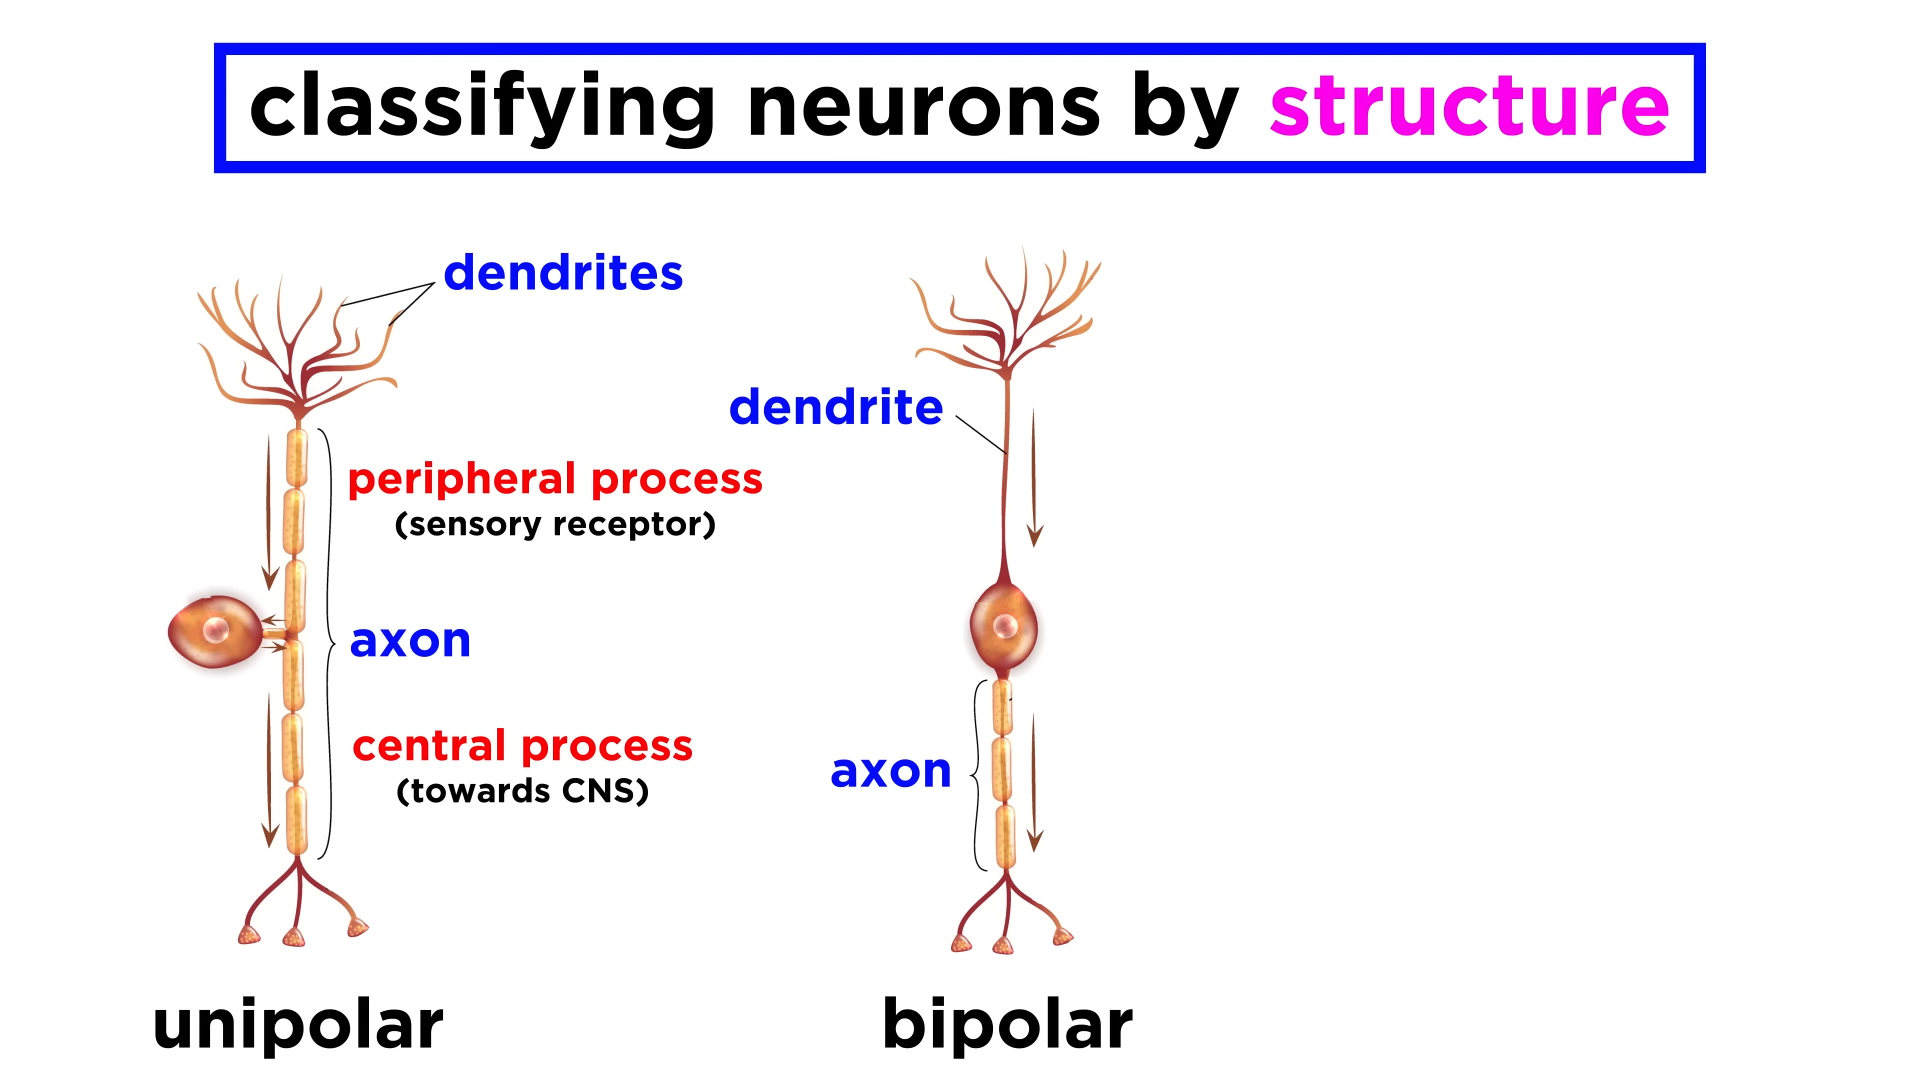 classifying neurons by structure
dendrites
dendrite
peripheral process
(sensory receptor)
axon
central process
(towards CNS)
axon
unipolar
bipolar